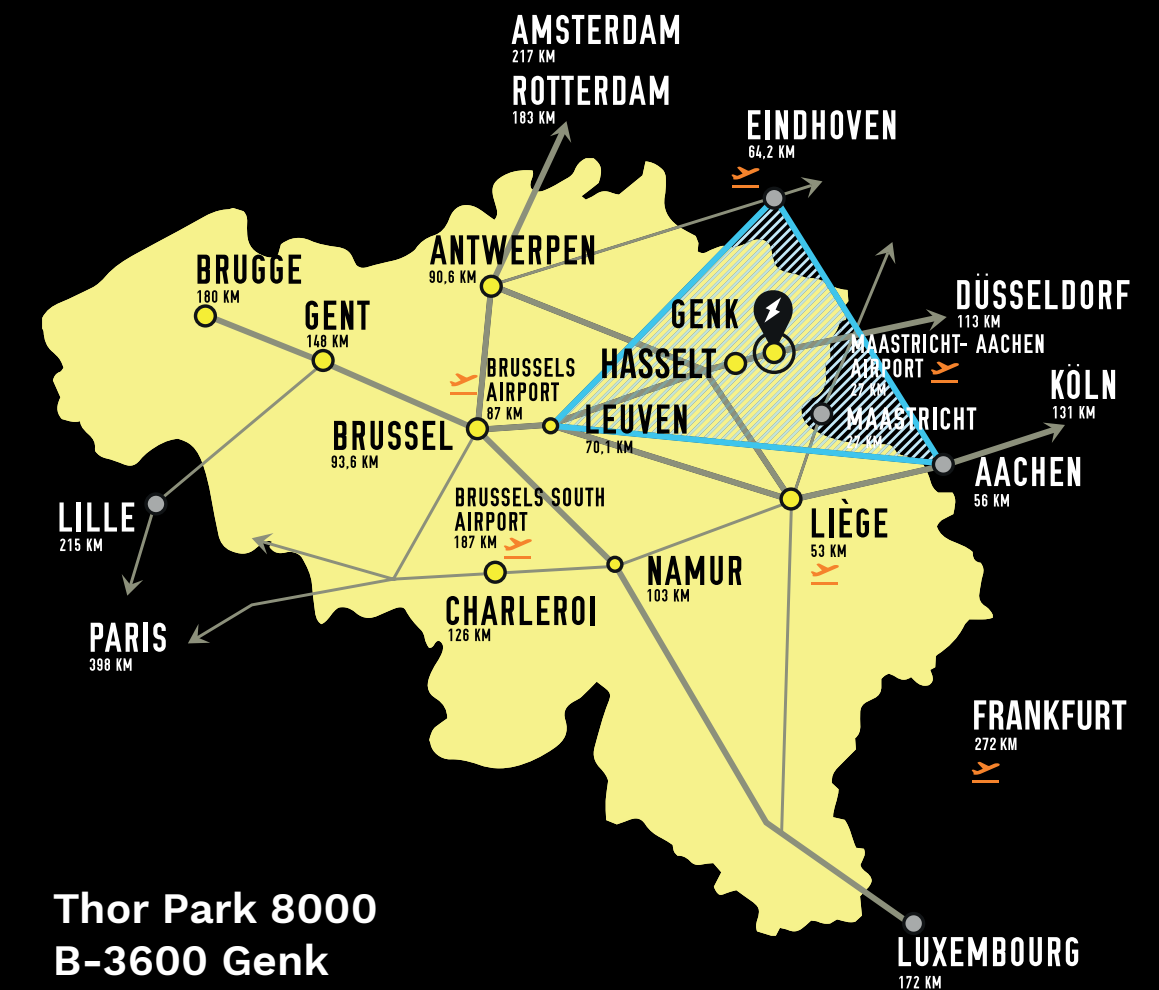 AMSTERDAM
217 KM
ROTTERDAM
183 KM
EINDHOVEN
64,2 KM
ANTWERPEN
90,6 KM
BRUGGE
180 KM
GENT
148 KM
GENK
DÜSSELDORF
113 KM
MAASTRICHT- AACHEN
AIRPORT
27 KM
HASSELT
BRUSSELS
AIRPORT
87 KM
KÖLN
131 KM
LEUVEN
70,1 KM
MAASTRICHT
27 KM
BRUSSEL
93,6 KM
AACHEN
56 KM
BRUSSELS SOUTH
AIRPORT
187 KM
LILLE
215 KM
LIÈGE
53 KM
NAMUR
103 KM
CHARLEROI
126 KM
PARIS
398 KM
FRANKFURT
272 KM
Thor Park 8000
B-3600 Genk
LUXEMBOURG
172 KM